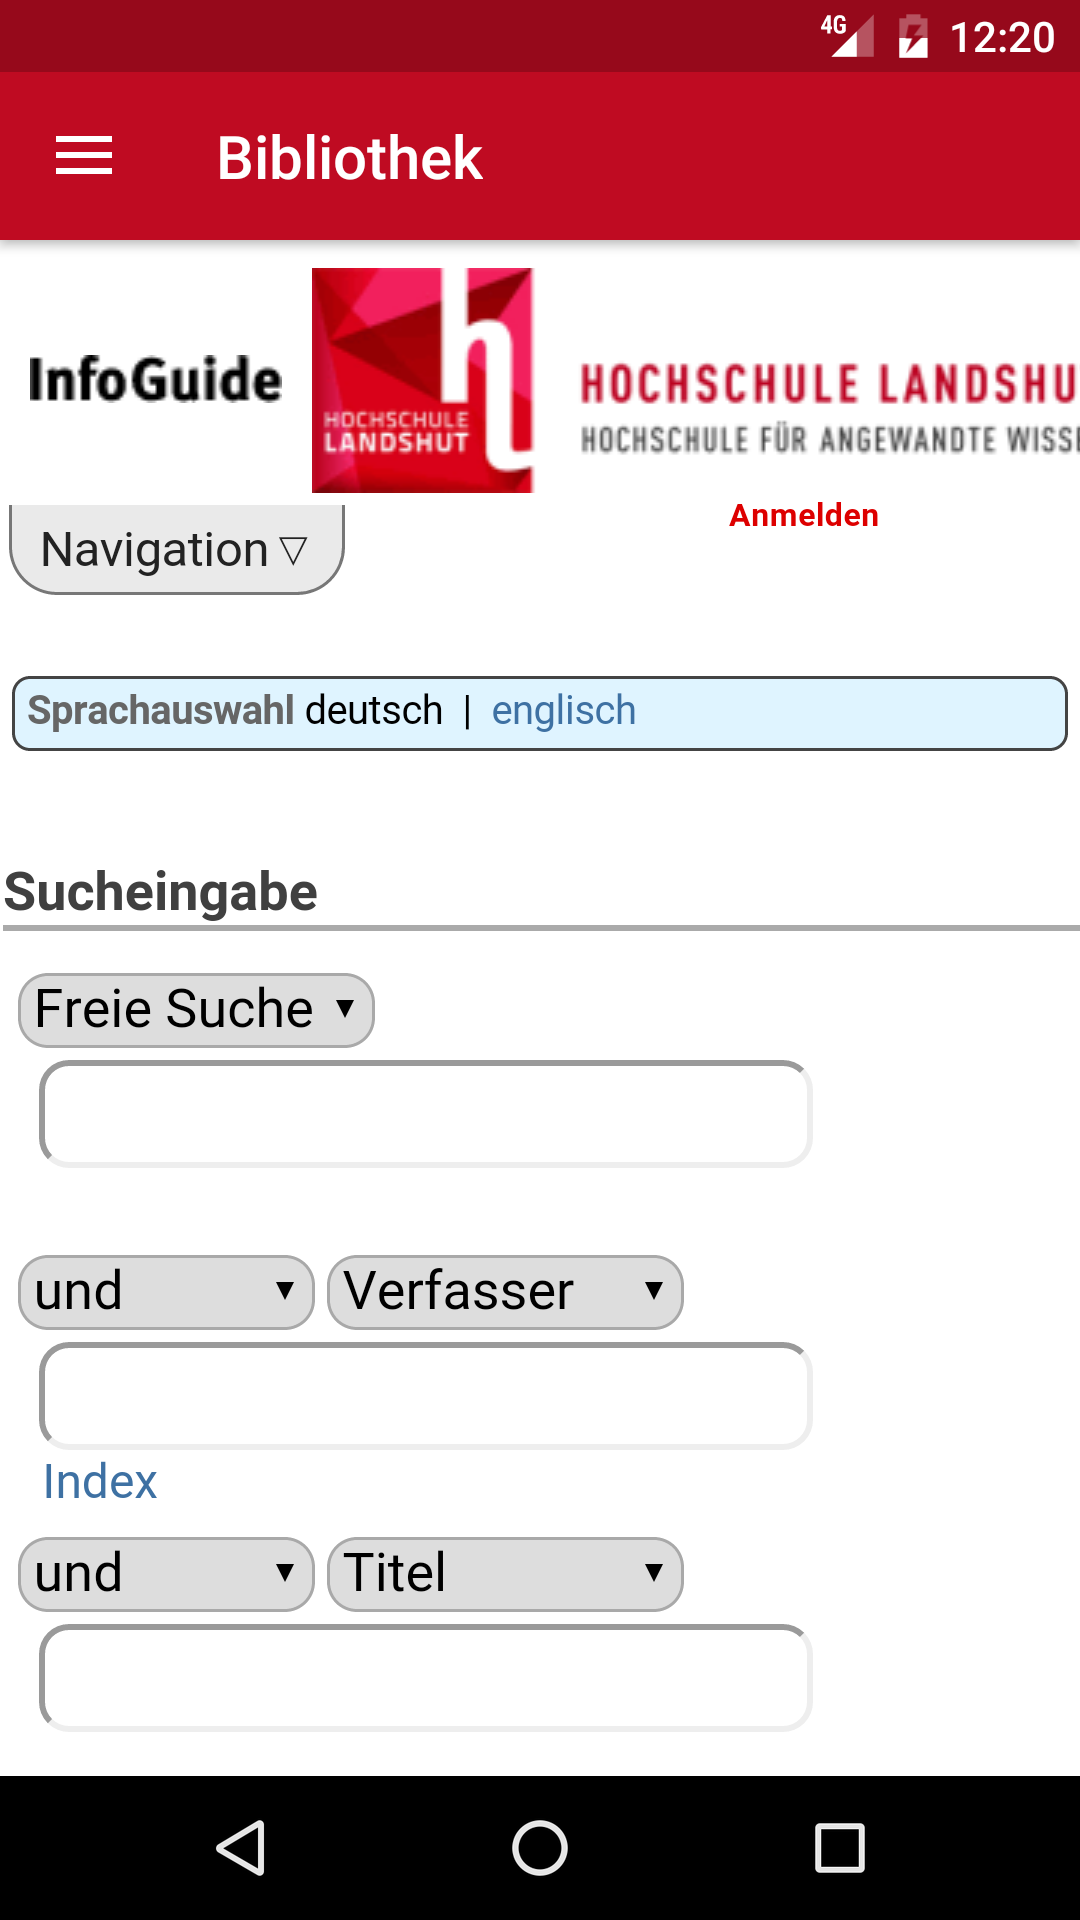 4G 12:20
Bibliothek
InfoGuide
HOCHSCHULE
LANDSHUT
HOCHSCHULE LANDSHU
HOCHSCHULE FÜR ANGEWANDTE WISSE
Anmelden
Navigation ▽
Sprachauswahl deutsch | englisch
Sucheingabe
Freie Suche
und Verfasser
Index
und Titel